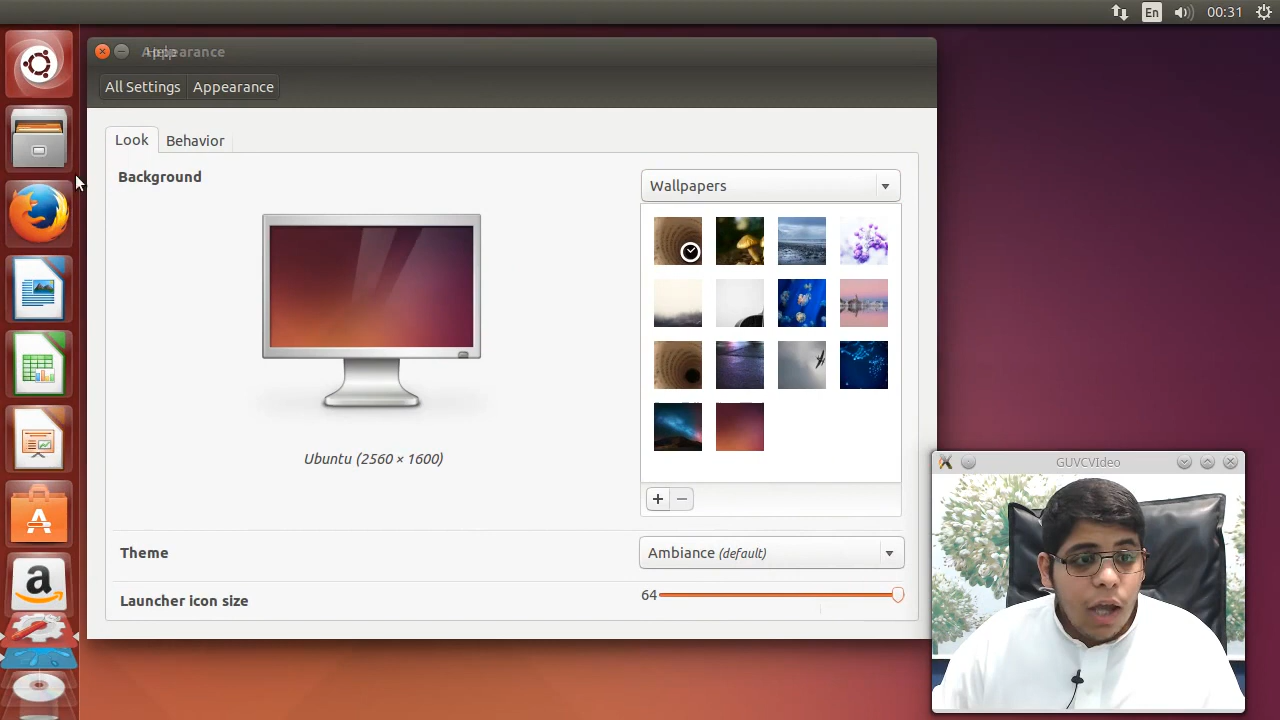 En
00:31
Appearance
All Settings
Appearance
Look
Behavior
Background
Wallpapers
Ubuntu (2560 × 1600)
Theme
Ambiance (default)
Launcher icon size
64
GUVCVIdeo